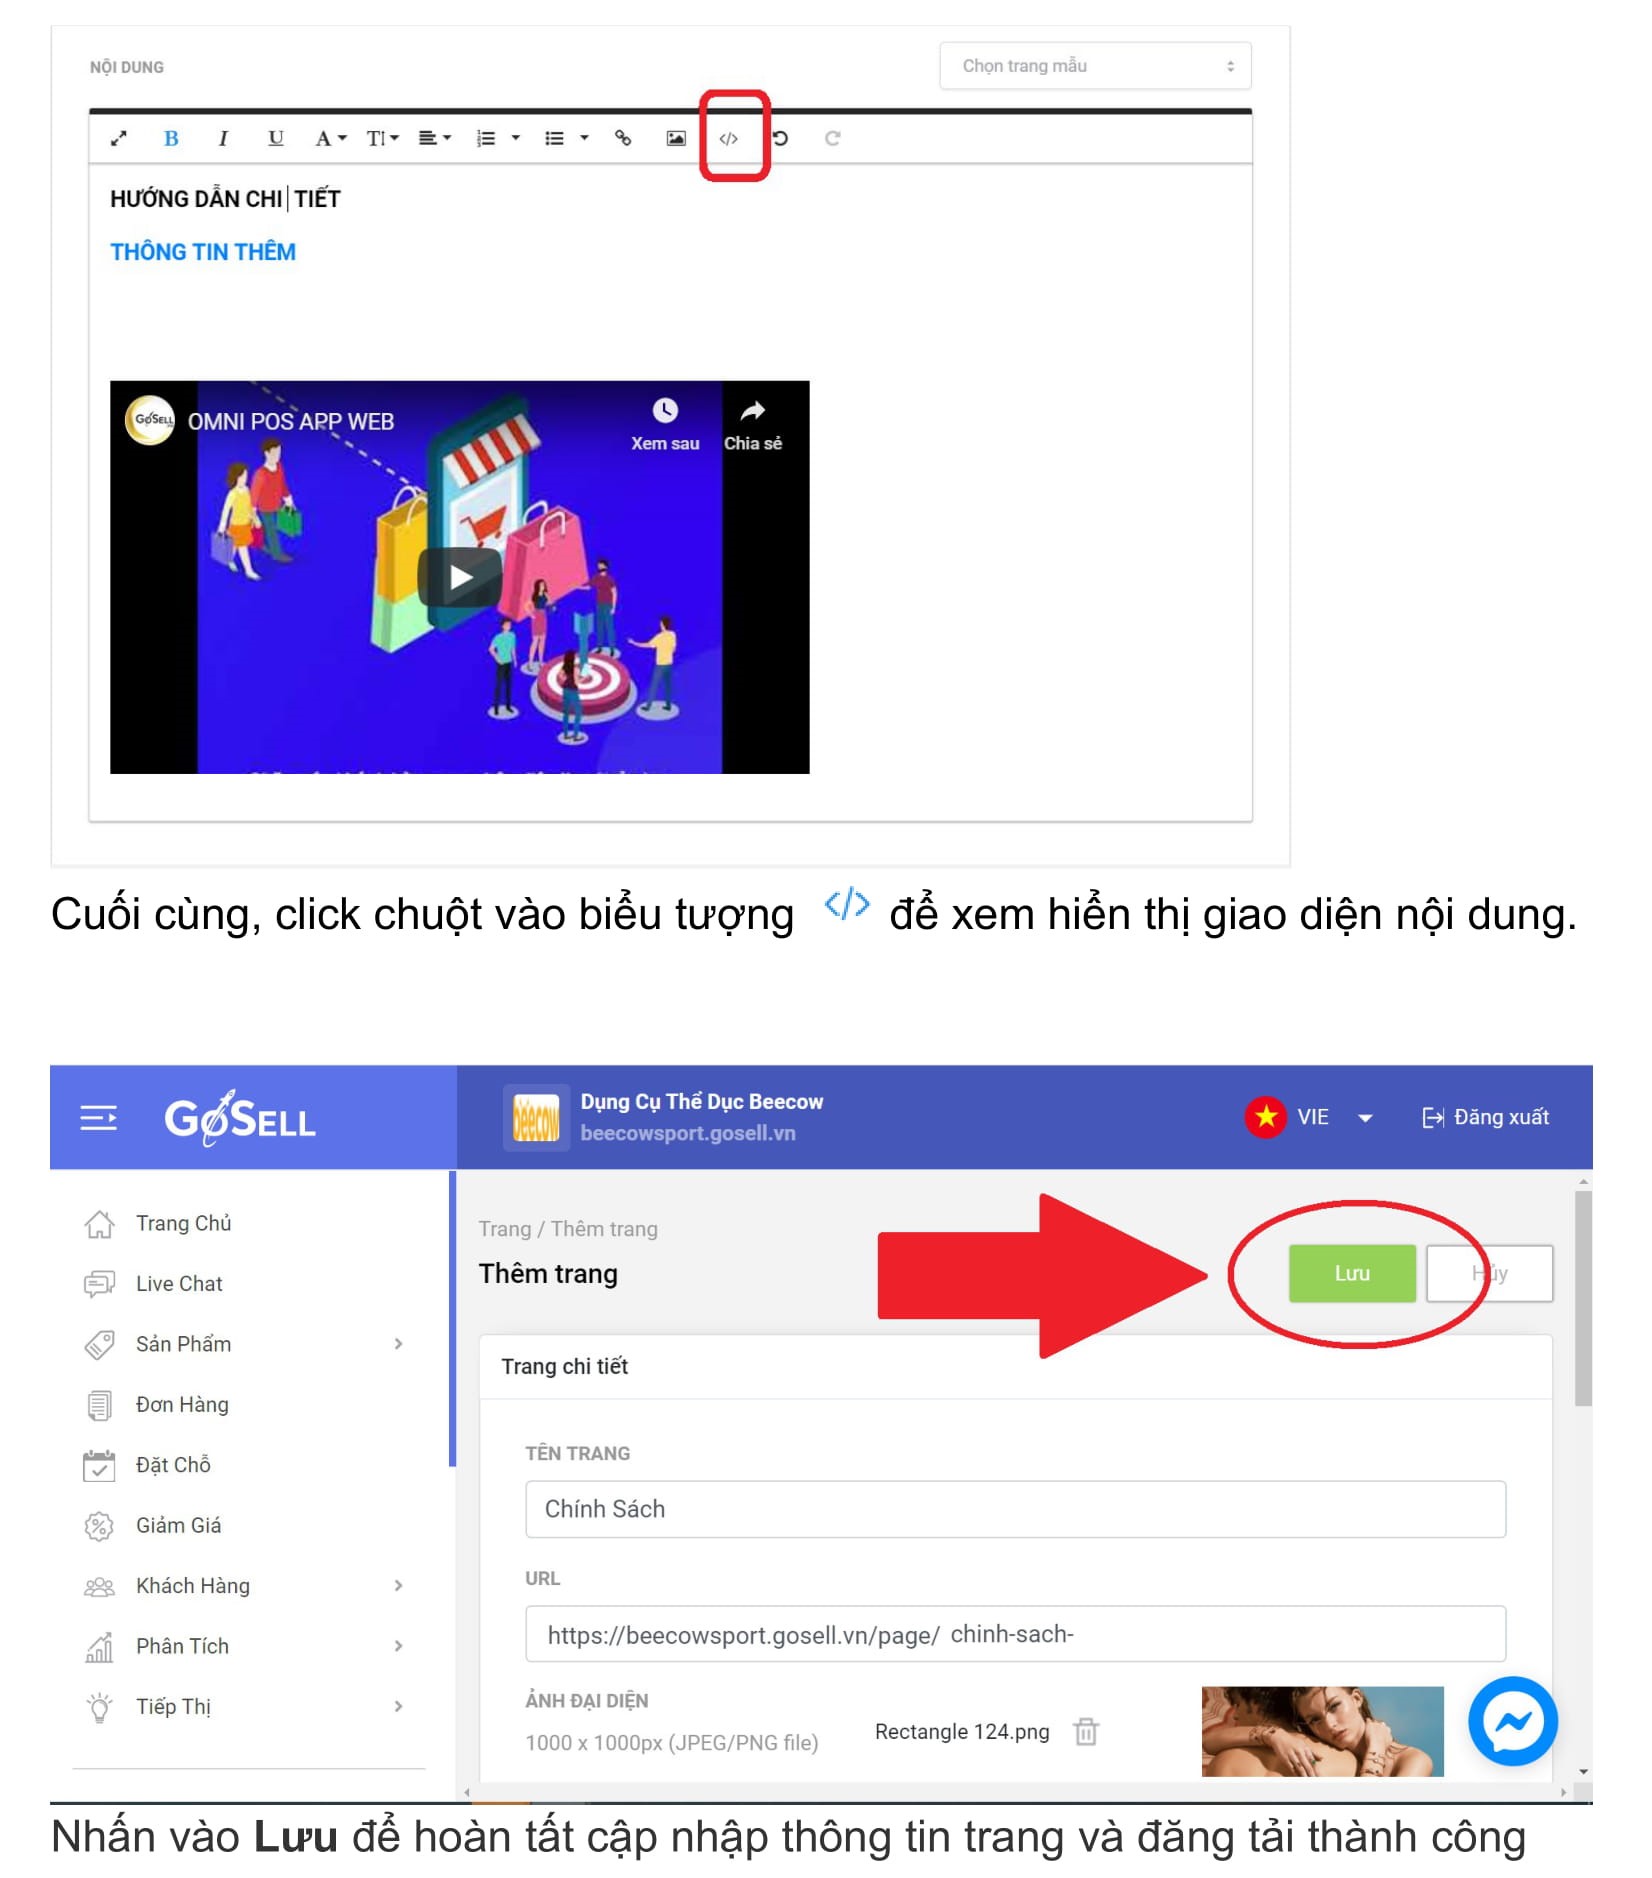 NỘI DUNG
Chọn trang mẫu
B I U A TI </>
HƯỚNG DẪN CHI TIẾT
THÔNG TIN THÊM
GoSELL
OMNI POS APP WEB
Xem sau
Chia sẻ
Cuối cùng, click chuột vào biểu tượng </> để xem hiển thị giao diện nội dung.
GoSELL
beecow
Dụng Cụ Thể Dục Beecow
beecowsport.gosell.vn
VIE
Đăng xuất
Trang Chủ
Live Chat
Sản Phẩm
Đơn Hàng
Đặt Chỗ
Giảm Giá
Khách Hàng
Phân Tích
Tiếp Thị
Trang / Thêm trang
Thêm trang
Lưu
Hủy
Trang chi tiết
TÊN TRANG
Chính Sách
URL
https://beecowsport.gosell.vn/page/ chinh-sach-
ẢNH ĐẠI DIỆN
1000 x 1000px (JPEG/PNG file)
Rectangle 124.png
Nhấn vào Lưu để hoàn tất cập nhập thông tin trang và đăng tải thành công